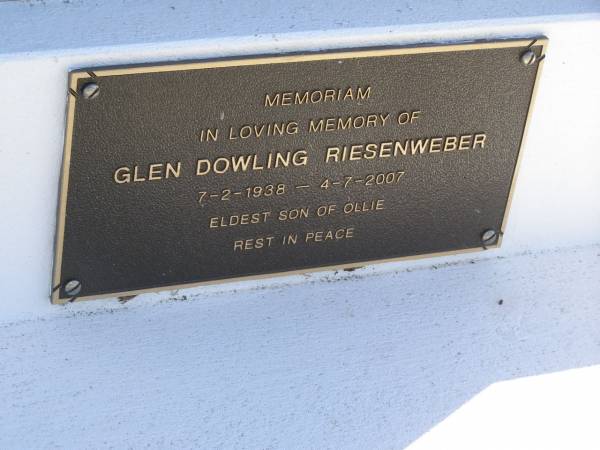 MEMORIAM
IN LOVING MEMORY OF
GLEN DOWLING RIESENWEBER
7-2-1938 — 4-7-2007
ELDEST SON OF OLLIE
REST IN PEACE